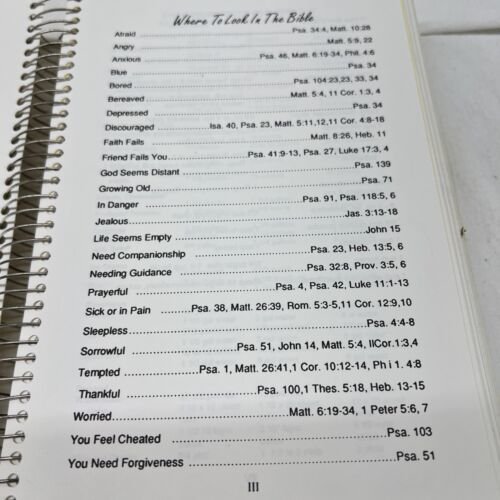 Where To Look In The Bible
Afraid ........ Psa. 34:4, Matt. 10:28
Angry ........ Matt. 5:9, 22
Anxious ........ Psa. 46, Matt. 6:19-34, Phil. 4:6
Blue ........ Psa. 34
Bored ........ Psa. 104:23,23, 33, 34
Bereaved ........ Matt. 5:4, 11 Cor. 1:3, 4
Depressed ........ Psa. 34
Discouraged ........ Isa. 40, Psa. 23, Matt. 5:11,12,11 Cor. 4:8-18
Faith Fails ........ Matt. 8:26, Heb. 11
Friend Fails You ........ Psa. 41:9-13, Psa. 27, Luke 17:3, 4
God Seems Distant ........ Psa. 139
Growing Old ........ Psa. 71
In Danger ........ Psa. 91, Psa. 118:5, 6
Jealous ........ Jas. 3:13-18
Life Seems Empty ........ John 15
Need Companionship ........ Psa. 23, Heb. 13:5, 6
Needing Guidance ........ Psa. 32:8, Prov. 3:5, 6
Prayerful ........ Psa. 4, Psa. 42, Luke 11:1-13
Sick or in Pain ........ Psa. 38, Matt. 26:39, Rom. 5:3-5,11 Cor. 12:9,10
Sleepless ........ Psa. 4:4-8
Sorrowful ........ Psa. 51, John 14, Matt. 5:4, IICor.1:3,4
Tempted ........ Psa. 1, Matt. 26:41,1 Cor. 10:12-14, Ph i 1. 4:8
Thankful ........ Psa. 100,1 Thes. 5:18, Heb. 13-15
Worried ........ Matt. 6:19-34, 1 Peter 5:6, 7
You Feel Cheated ........ Psa. 103
You Need Forgiveness ........ Psa. 51
III